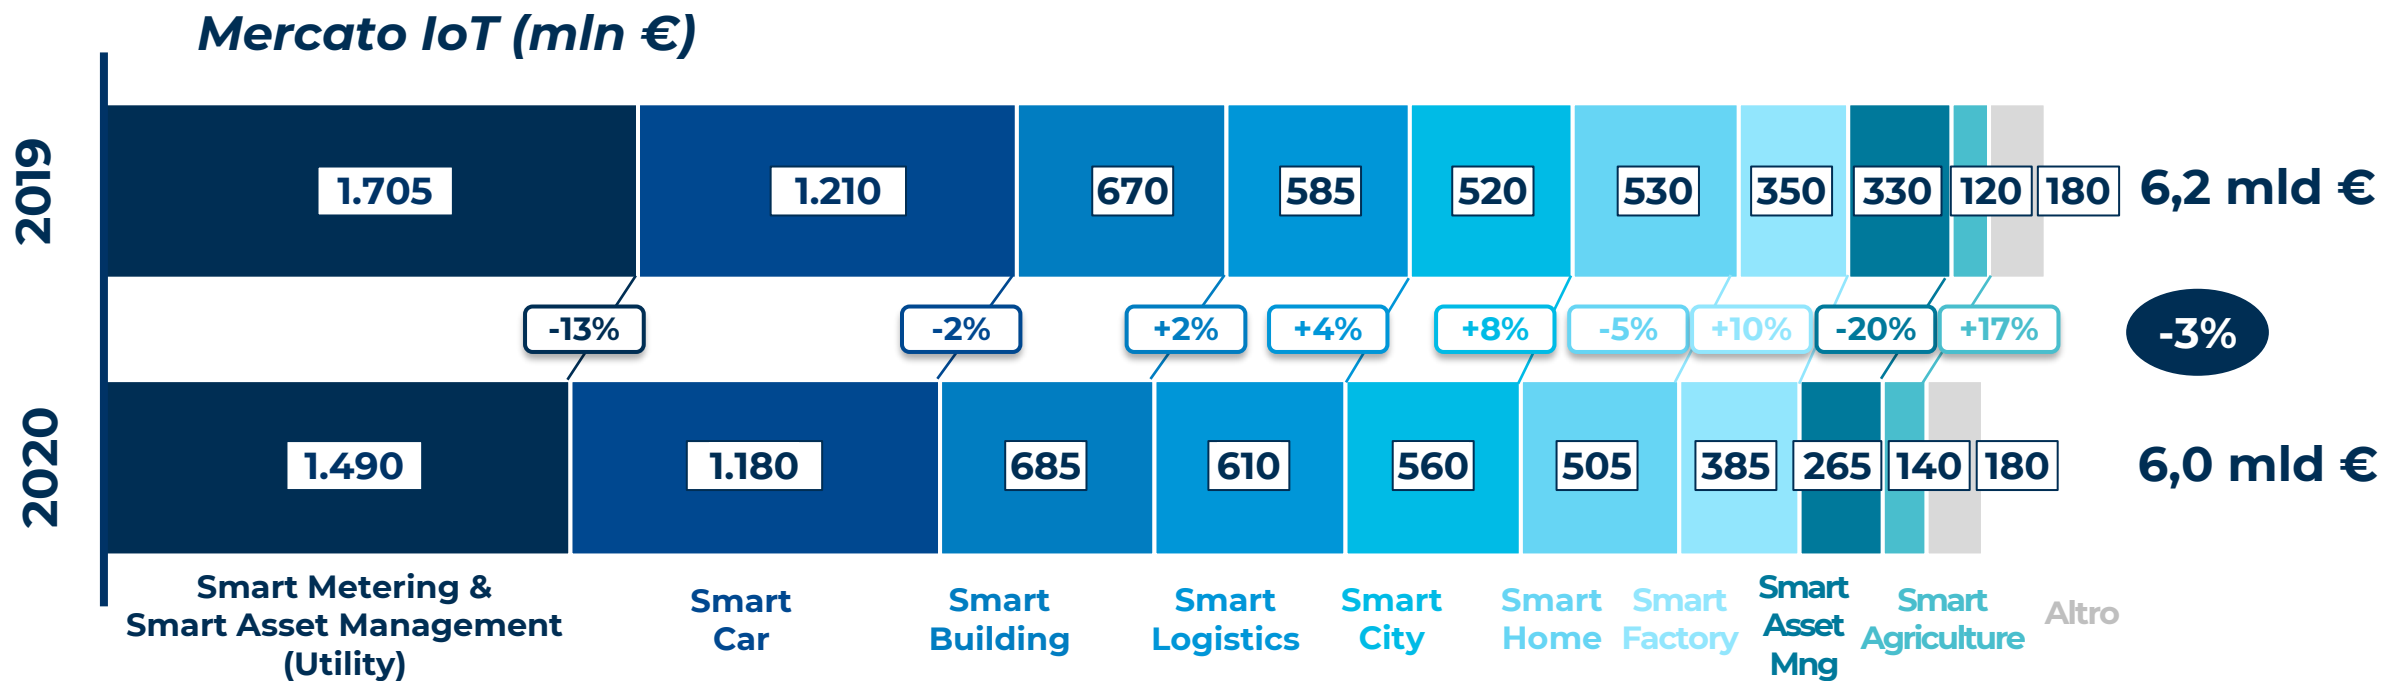 Mercato IoT (mln €)
2019
1.705 1.210 670 585 520 530 350 330 120 180 6,2 mld €
-13% -2% +2% +4% +8% -5% +10% -20% +17% -3%
2020
1.490 1.180 685 610 560 505 385 265 140 180 6,0 mld €
Smart Metering &
Smart Asset Management
(Utility)
Smart
Car
Smart
Building
Smart
Logistics
Smart
City
Smart
Home
Smart
Factory
Smart
Asset
Mng
Smart
Agriculture
Altro